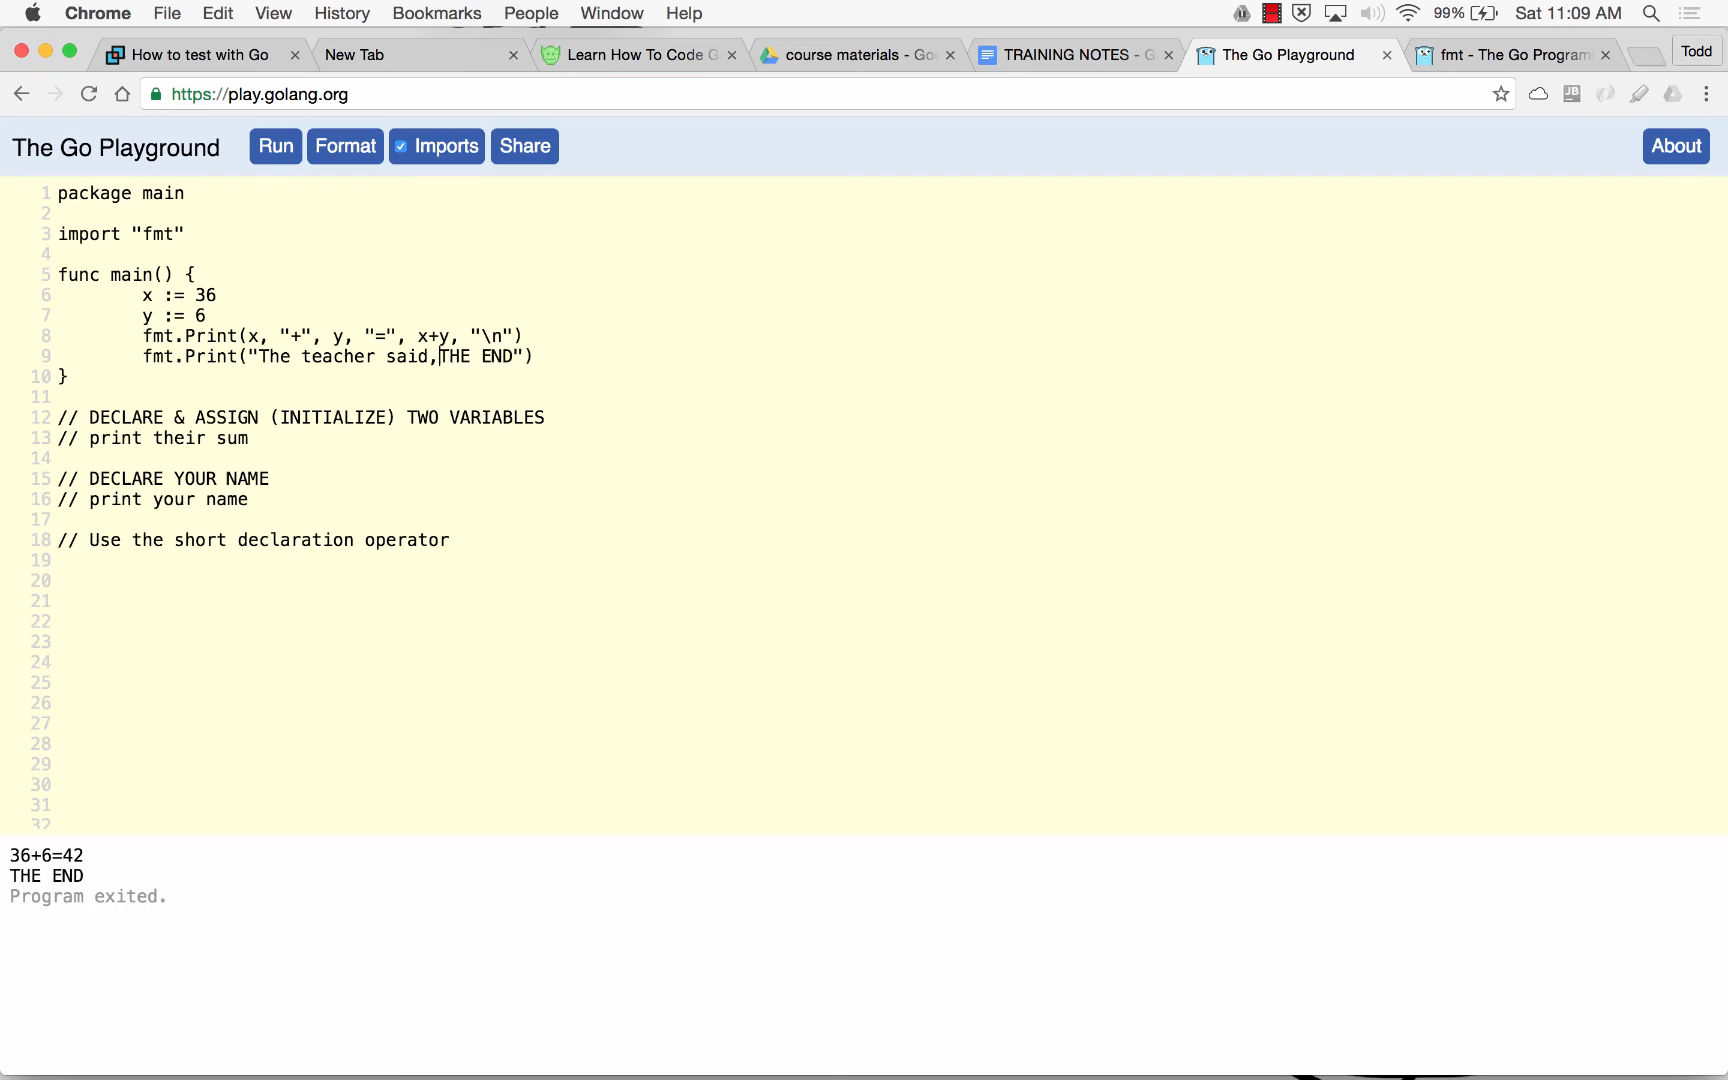 Chrome File Edit View History Bookmarks People Window Help 99% Sat 11:09 AM
How to test with Go New Tab Learn How To Code G course materials - Goo TRAINING NOTES - G The Go Playground fmt - The Go Program Todd
https://play.golang.org JB
The Go Playground Run Format Imports Share About
1 package main
2
3 import "fmt"
4
5 func main() {
6 x := 36
7 y := 6
8 fmt.Print(x, "+", y, "=", x+y, "\n")
9 fmt.Print("The teacher said,THE END")
10 }
11
12 // DECLARE & ASSIGN (INITIALIZE) TWO VARIABLES
13 // print their sum
14
15 // DECLARE YOUR NAME
16 // print your name
17
18 // Use the short declaration operator
19
20
21
22
23
24
25
26
27
28
29
30
31
32
36+6=42
THE END
Program exited.